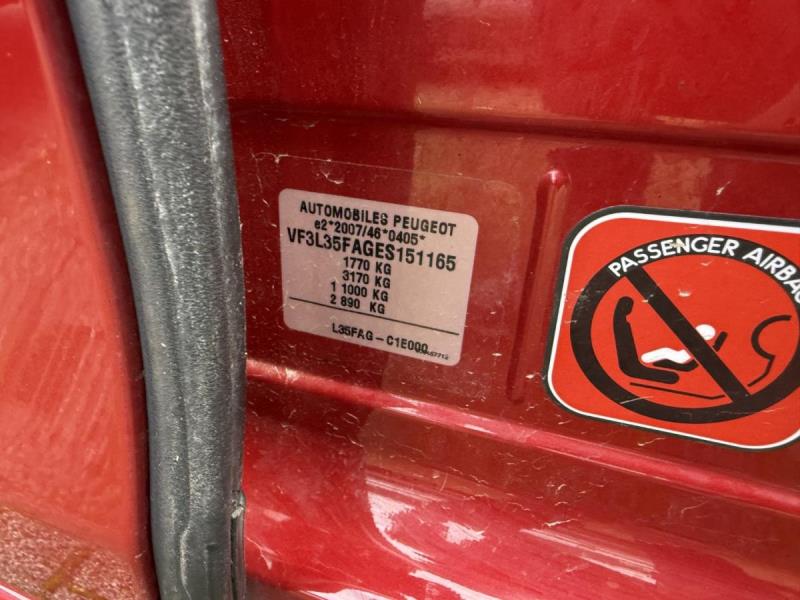 AUTOMOBILES PEUGEOT
e2*2007/46*0405*
VF3L35FAGES151165
1770 KG
3170 KG
1 1000 KG
2 890 KG
L35FAG-C1E000
PASSENGER AIRBAG